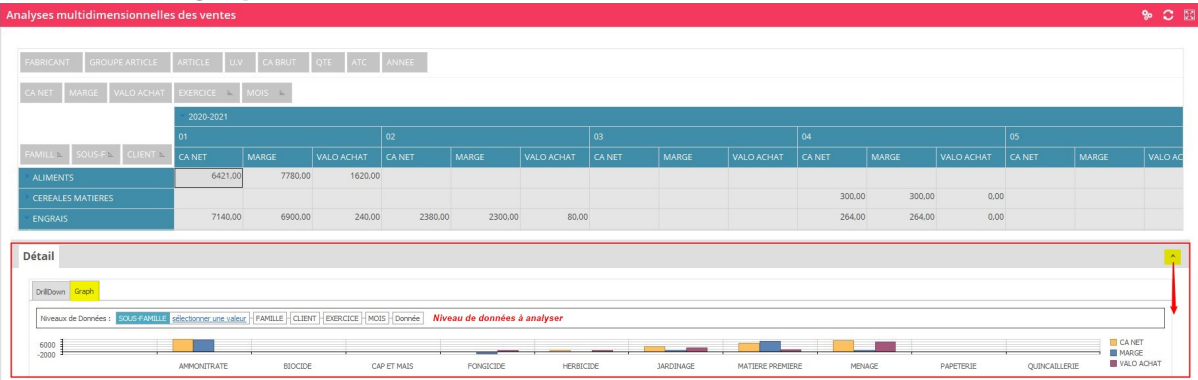 Analyses multidimensionnelles des ventes
FABRICANT GROUPE ARTICLE ARTICLE U.V CA BRUT QTE ATC ANNEE
CA NET MARGE VALO ACHAT EXERCICE MOIS
2020-2021
01 02 03 04 05
FAMILL SOUS-F CLIENT CA NET MARGE VALO ACHAT CA NET MARGE VALO ACHAT CA NET MARGE VALO ACHAT CA NET MARGE VALO ACHAT CA NET MARGE VALO AC
ALIMENTS 6421,00 7780,00 1620,00
CEREALES MATIERES 300,00 300,00 0,00
ENGRAIS 7140,00 6900,00 240,00 2380,00 2300,00 80,00 264,00 264,00 0,00
Détail
DrillDown Graph
Niveaux de Données : SOUS-FAMILLE sélectionner une valeur FAMILLE CLIENT EXERCICE MOIS Donnée Niveau de données à analyser
6000
-2000
AMMONITRATE BIOCIDE CAP ET MAIS FONGICIDE HERBICIDE JARDINAGE MATIERE PREMIERE MENAGE PAPETERIE QUINCAILLERIE
CA NET
MARGE
VALO ACHAT